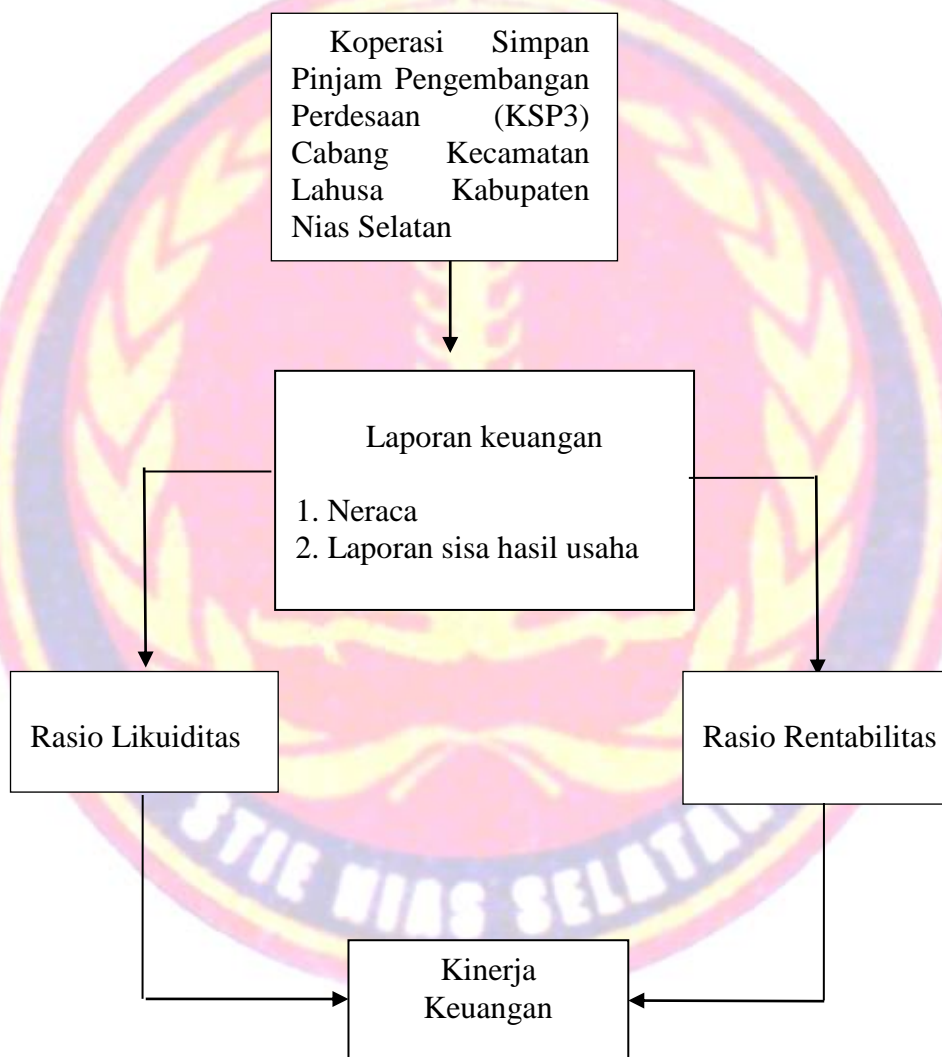 Koperasi Simpan
Pinjam Pengembangan
Perdesaan (KSP3)
Cabang Kecamatan
Lahusa Kabupaten
Nias Selatan
Laporan keuangan
1. Neraca
2. Laporan sisa hasil usaha
Rasio Likuiditas
Rasio Rentabilitas
STIE NIAS SELATAN
Kinerja
Keuangan